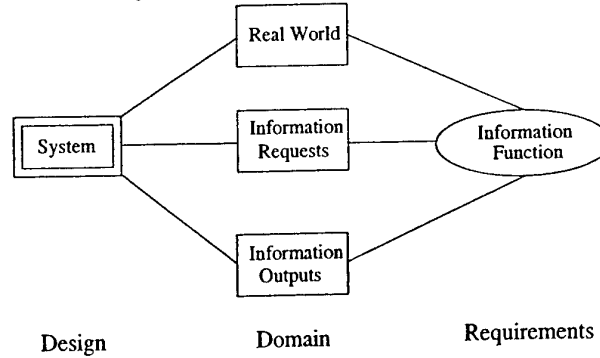 Real World
System
Information
Requests
Information
Function
Information
Outputs
Design
Domain
Requirements